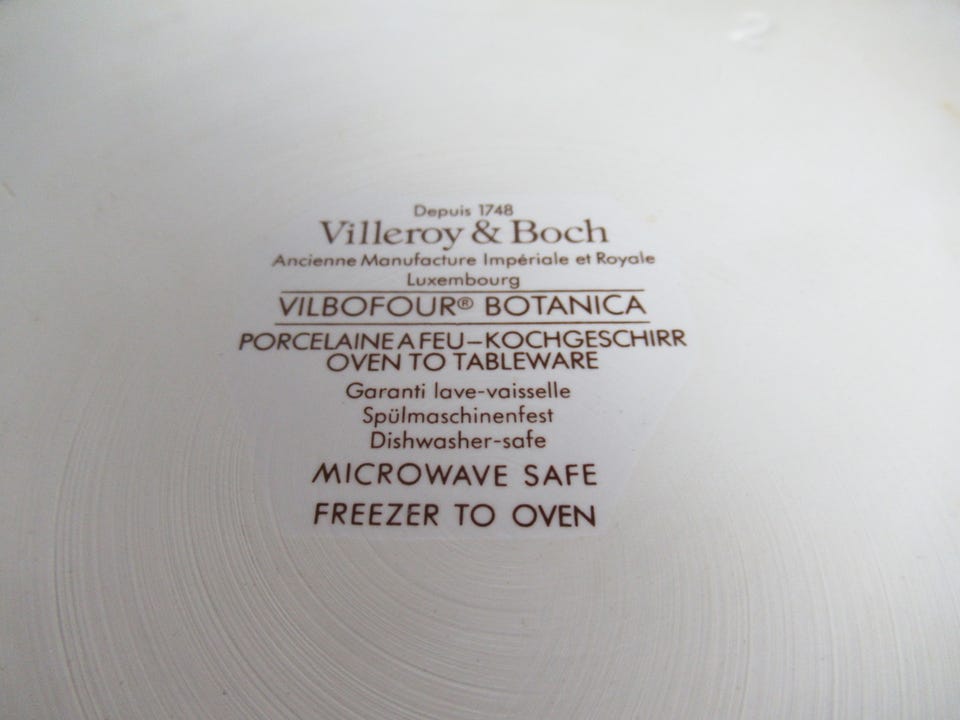 Depuis 1748
Villeroy & Boch
Ancienne Manufacture Impériale et Royale
Luxembourg
VILBOFOUR® BOTANICA
PORCELAINE A FEU–KOCHGESCHIRR
OVEN TO TABLEWARE
Garanti lave-vaisselle
Spülmaschinenfest
Dishwasher-safe
MICROWAVE SAFE
FREEZER TO OVEN